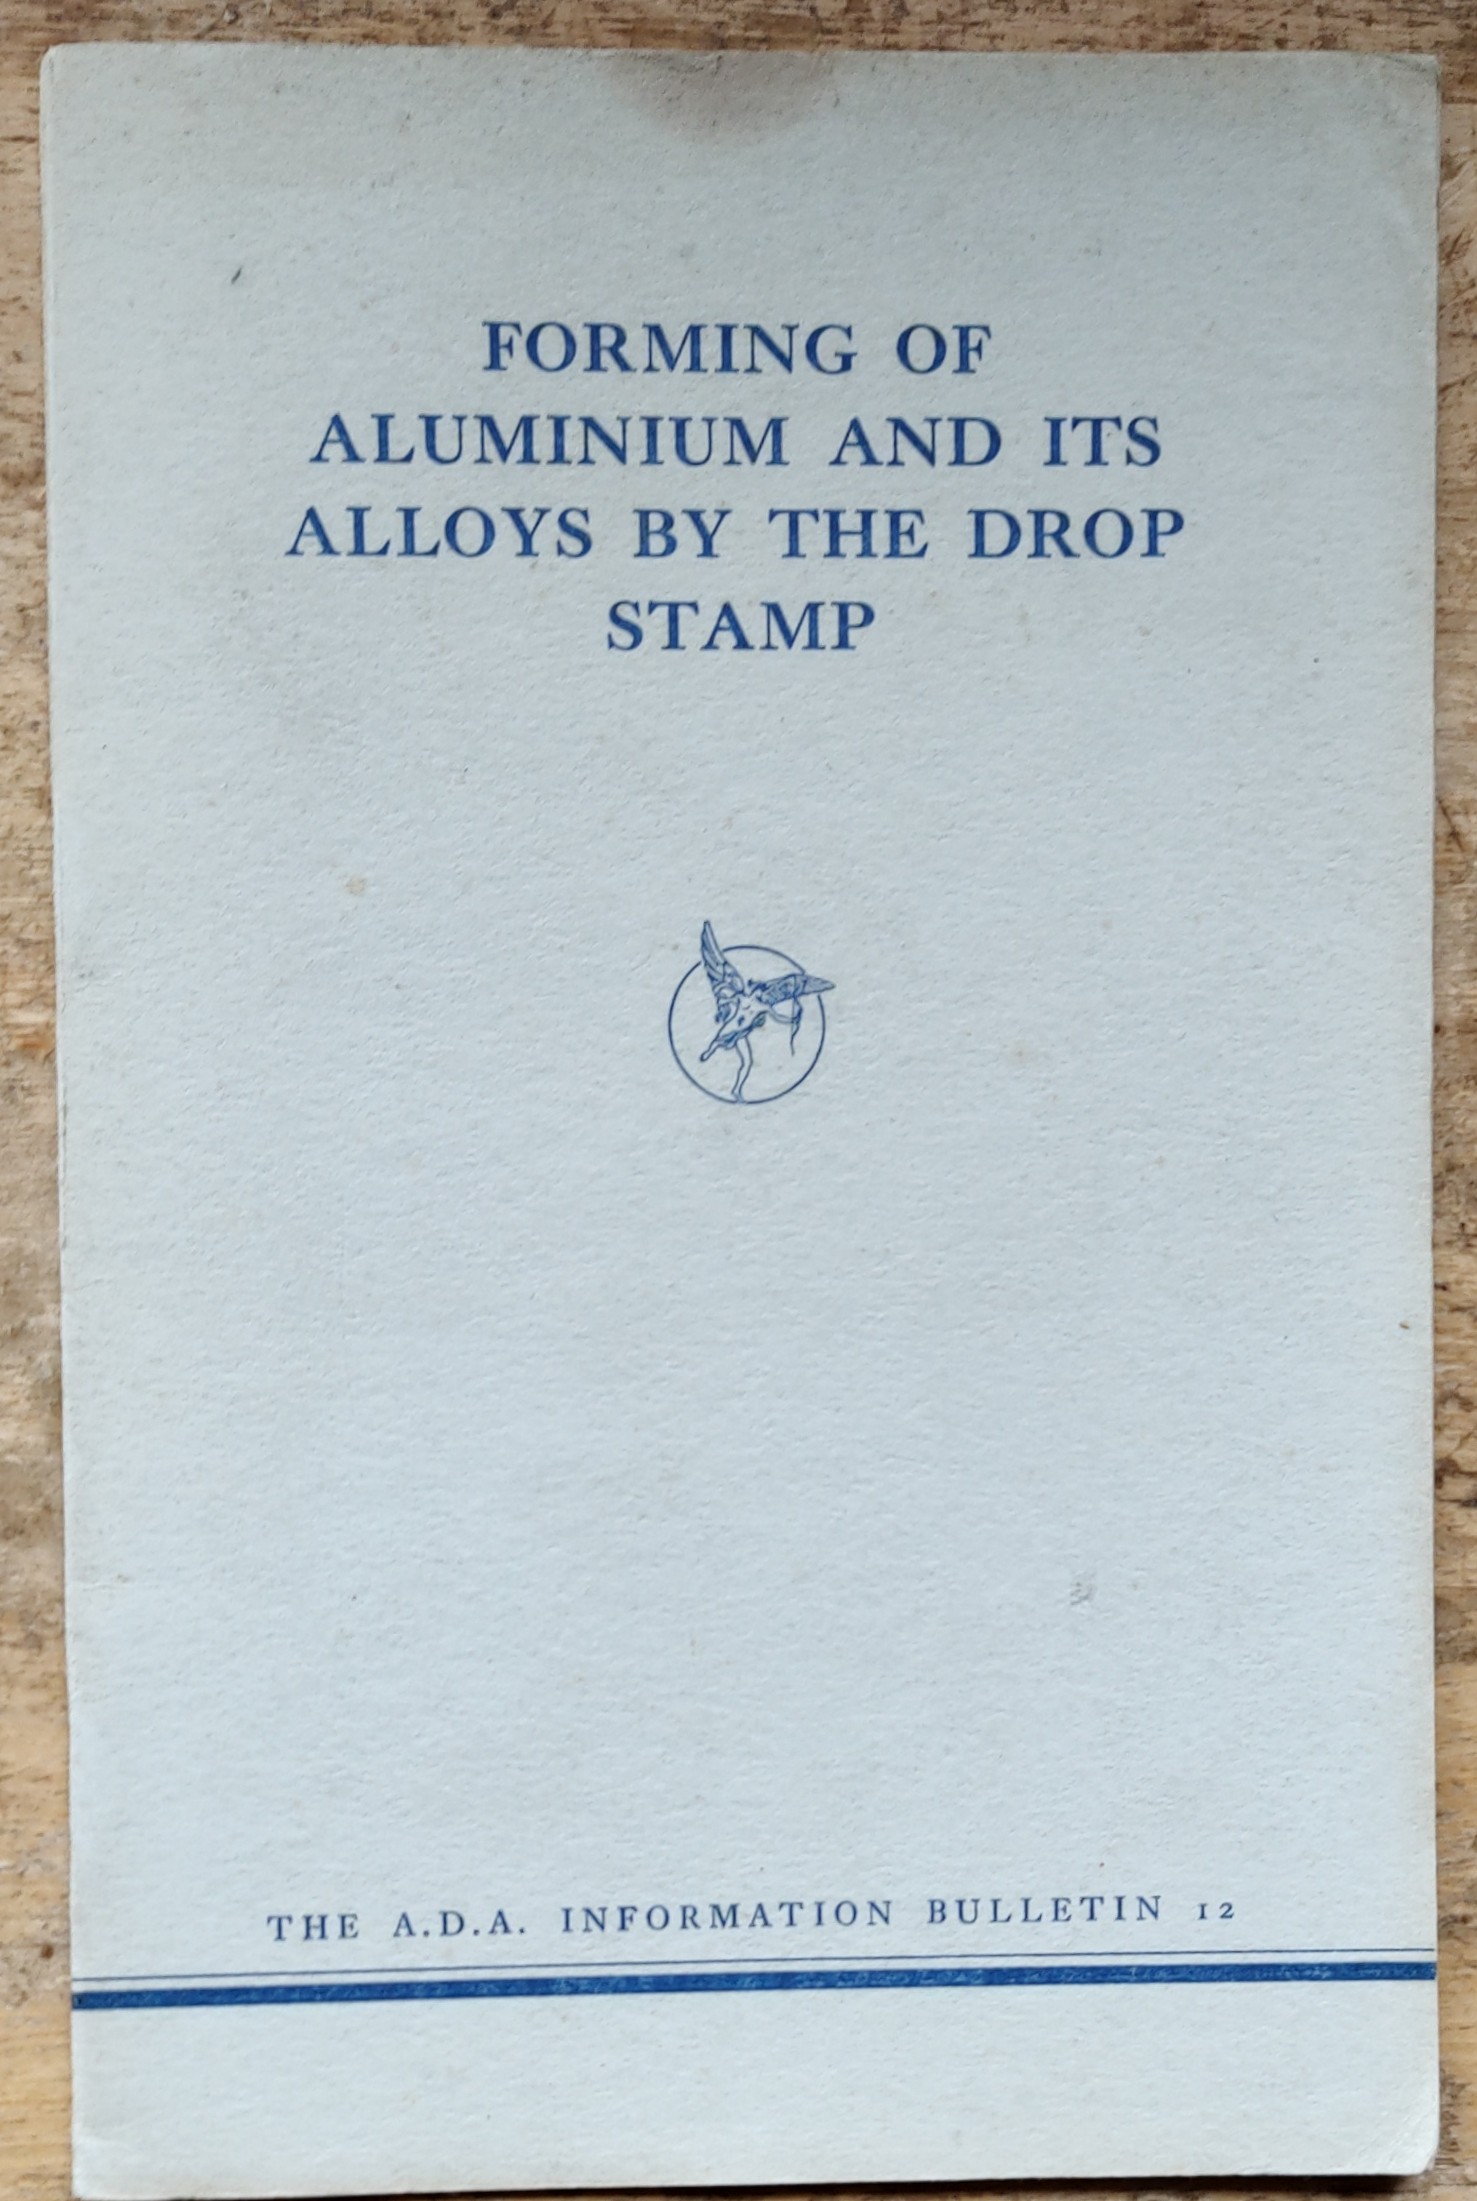 FORMING OF
ALUMINIUM AND ITS
ALLOYS BY THE DROP
STAMP
THE A.D.A. INFORMATION BULLETIN 12